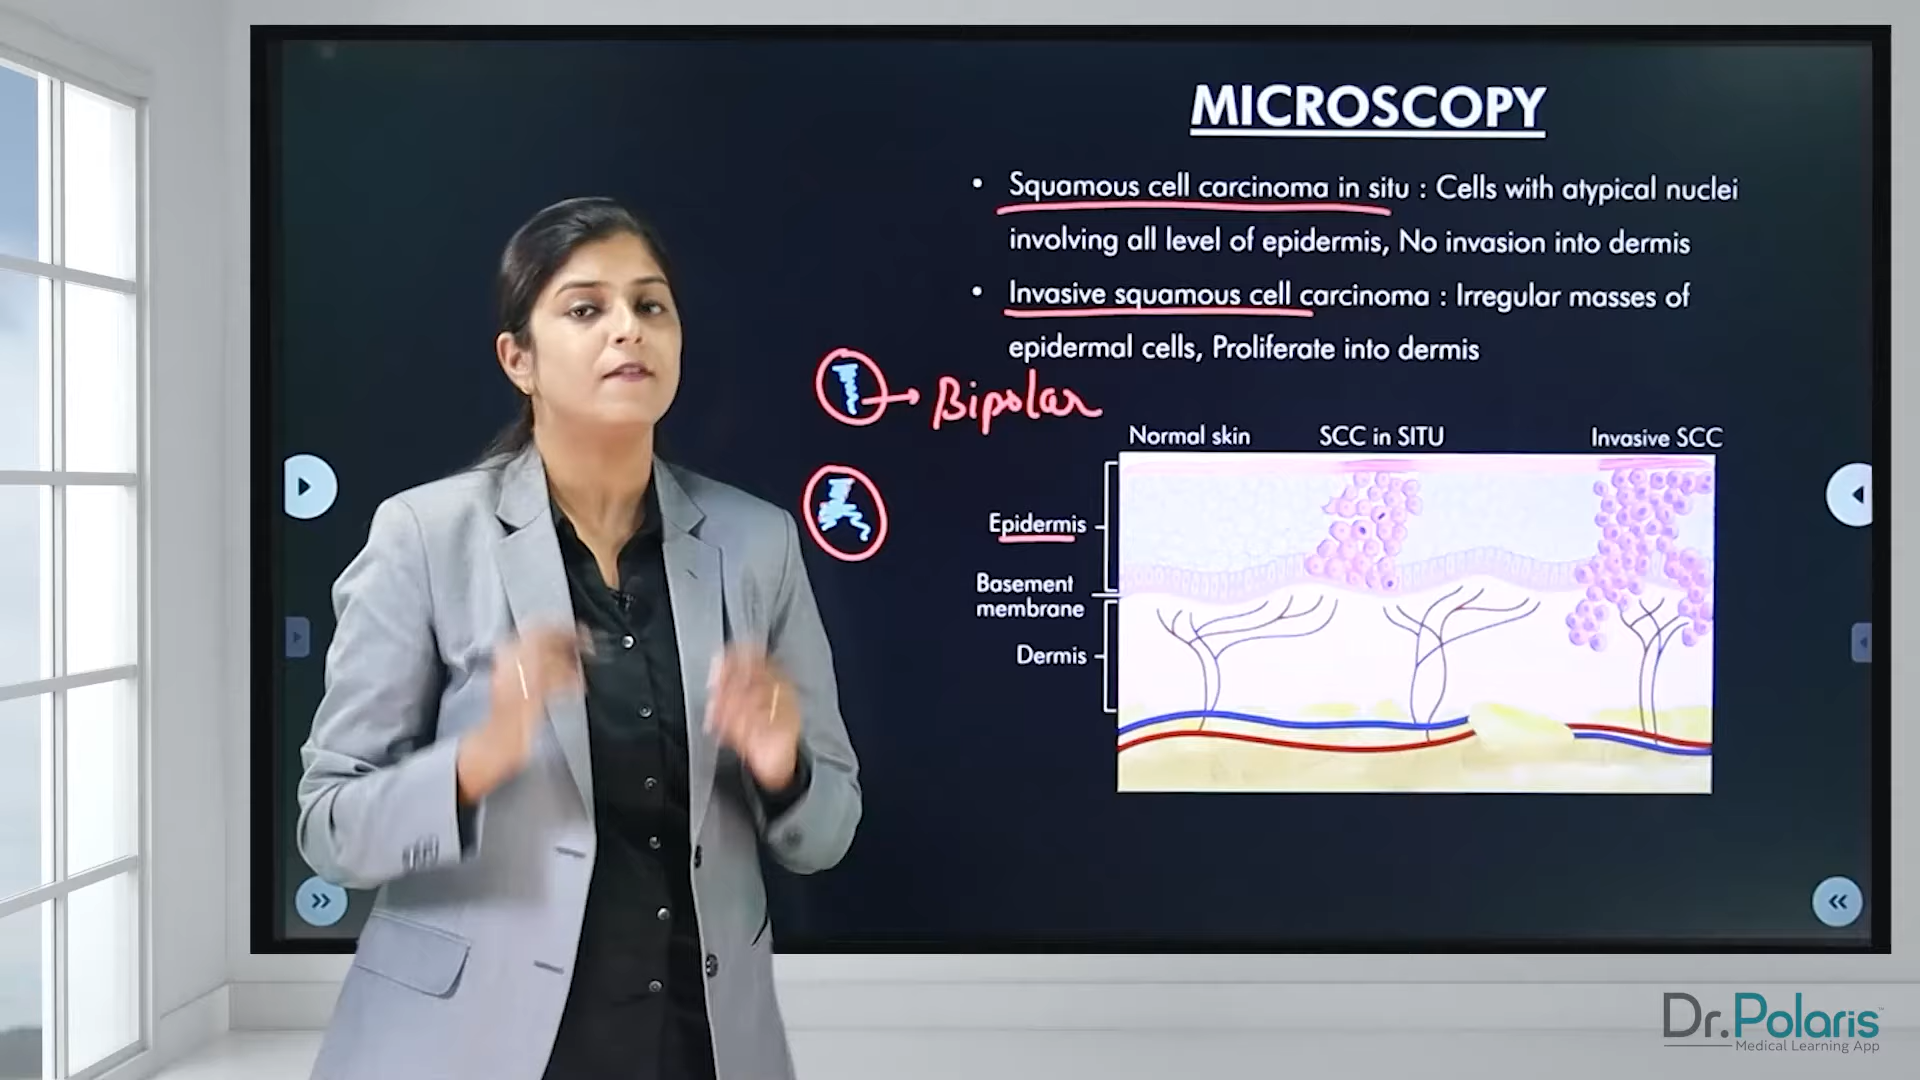 MICROSCOPY
• Squamous cell carcinoma in situ : Cells with atypical nuclei
involving all level of epidermis, No invasion into dermis
• Invasive squamous cell carcinoma : Irregular masses of
epidermal cells, Proliferate into dermis
Bipolar
Normal skin SCC in SITU Invasive SCC
Epidermis
Basement
membrane
Dermis
Dr.Polaris
Medical Learning App